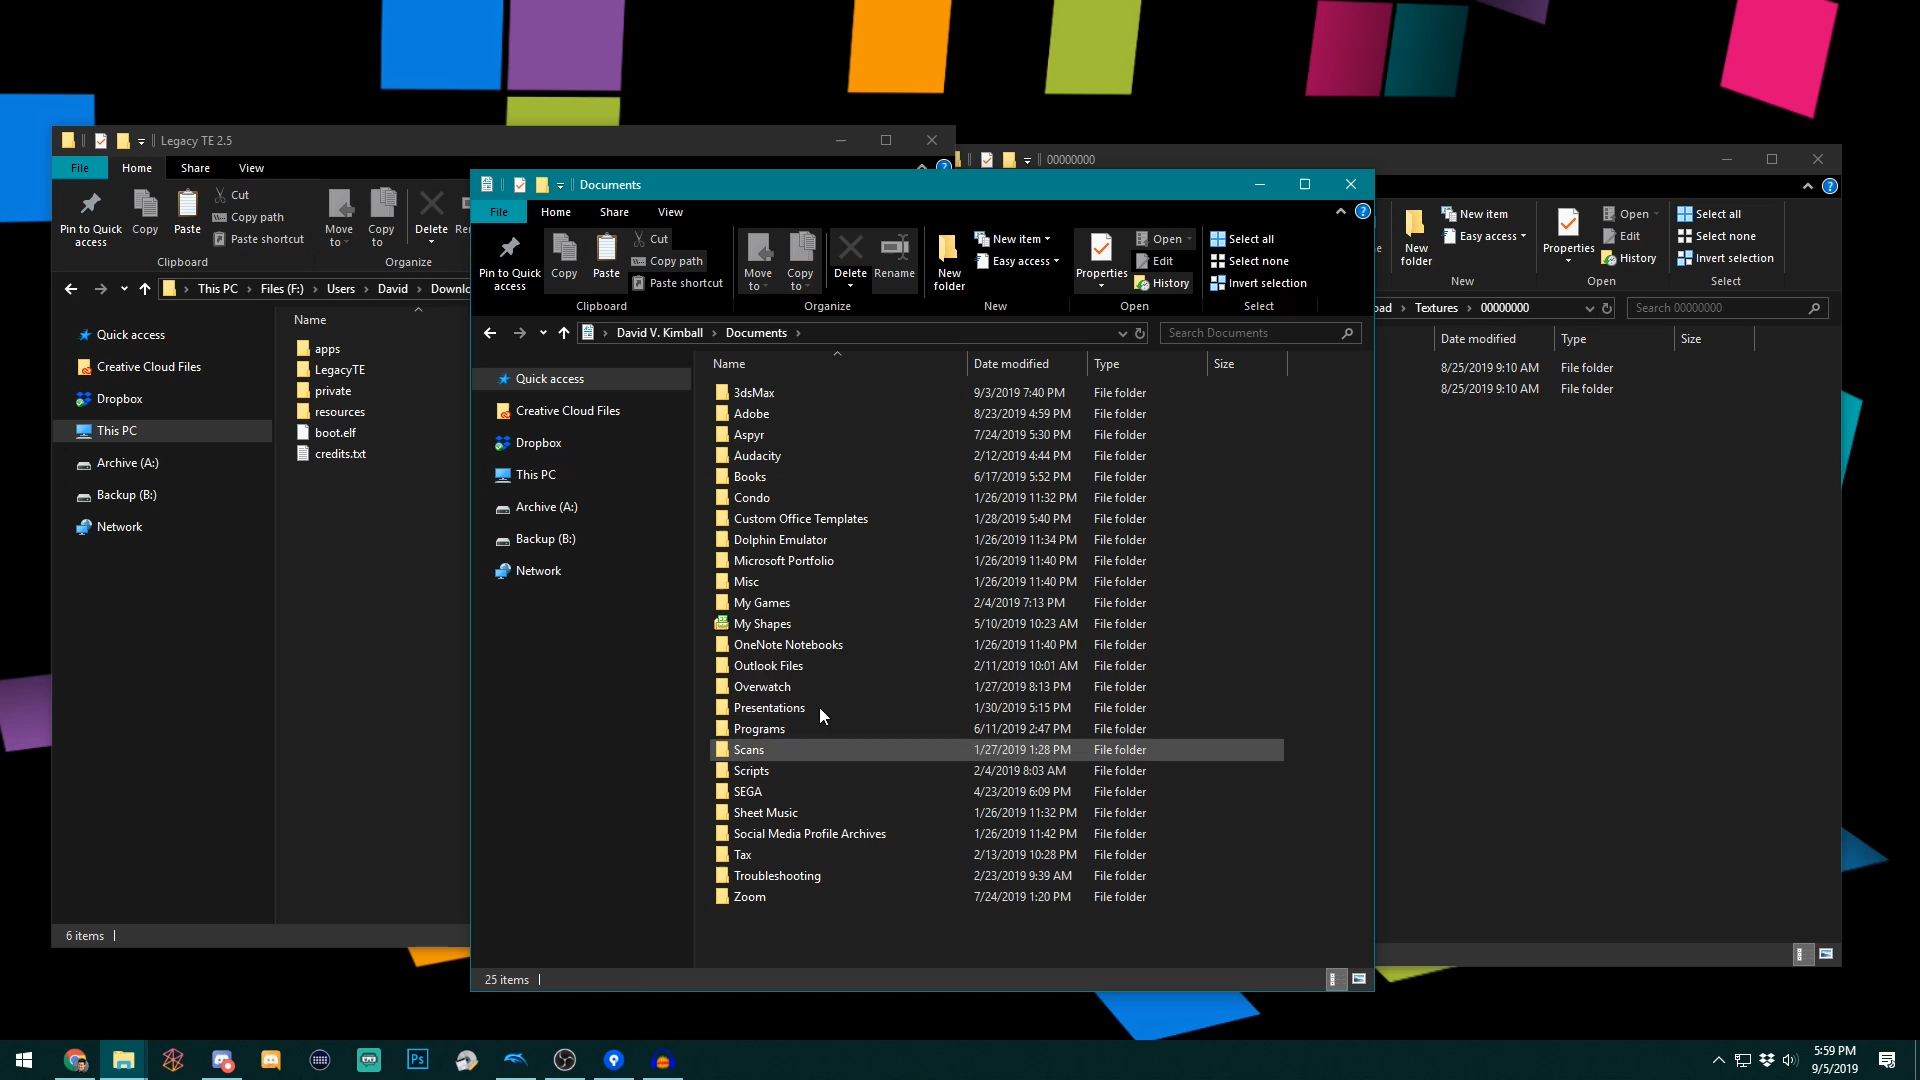 Legacy TE 2.5
File
Home
Share
View
Pin to Quick access
Copy
Paste
Cut
Copy path
Paste shortcut
Move to
Copy to
Delete
Clipboard
Organize
This PC
Files (F:)
Users
David
Quick access
Creative Cloud Files
Dropbox
This PC
Archive (A:)
Backup (B:)
Network
Name
apps
LegacyTE
private
resources
boot.elf
credits.txt
6 items
Documents
File
Home
Share
View
Pin to Quick access
Copy
Paste
Cut
Copy path
Paste shortcut
Clipboard
Move to
Copy to
Delete
Rename
Organize
New folder
New item
Easy access
New
Properties
Open
Edit
History
Open
Select all
Select none
Invert selection
Select
David V. Kimball
Documents
Search Documents
Quick access
Creative Cloud Files
Dropbox
This PC
Archive (A:)
Backup (B:)
Network
Name Date modified Type Size
3dsMax 9/3/2019 7:40 PM File folder
Adobe 8/23/2019 4:59 PM File folder
Aspyr 7/24/2019 5:30 PM File folder
Audacity 2/12/2019 4:44 PM File folder
Books 6/17/2019 5:52 PM File folder
Condo 1/26/2019 11:32 PM File folder
Custom Office Templates 1/28/2019 5:40 PM File folder
Dolphin Emulator 1/26/2019 11:34 PM File folder
Microsoft Portfolio 1/26/2019 11:40 PM File folder
Misc 1/26/2019 11:40 PM File folder
My Games 2/4/2019 7:13 PM File folder
My Shapes 5/10/2019 10:23 AM File folder
OneNote Notebooks 1/26/2019 11:40 PM File folder
Outlook Files 2/11/2019 10:01 AM File folder
Overwatch 1/27/2019 8:13 PM File folder
Presentations 1/30/2019 5:15 PM File folder
Programs 6/11/2019 2:47 PM File folder
Scans 1/27/2019 1:28 PM File folder
Scripts 2/4/2019 8:03 AM File folder
SEGA 4/23/2019 6:09 PM File folder
Sheet Music 1/26/2019 11:32 PM File folder
Social Media Profile Archives 1/26/2019 11:42 PM File folder
Tax 2/13/2019 10:28 PM File folder
Troubleshooting 2/23/2019 9:39 AM File folder
Zoom 7/24/2019 1:20 PM File folder
25 items
00000000
New folder
New item
Easy access
New
Properties
Open
Edit
History
Open
Select all
Select none
Invert selection
Select
Textures
00000000
Search 00000000
Date modified Type Size
8/25/2019 9:10 AM File folder
8/25/2019 9:10 AM File folder
Ps
5:59 PM
9/5/2019